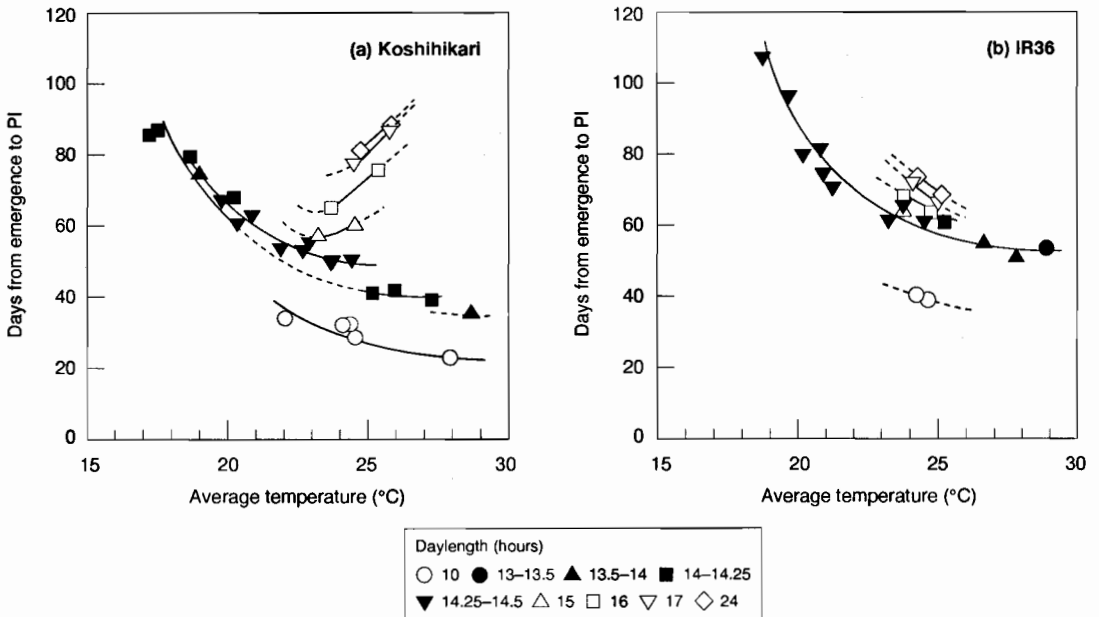 (a) Koshihikari
Days from emergence to PI
120
100
80
60
40
20
0
15 20 25 30
Average temperature (°C)
(b) IR36
Days from emergence to PI
120
100
80
60
40
20
0
15 20 25 30
Average temperature (°C)
Daylength (hours)
10 13–13.5 13.5–14 14–14.25
14.25–14.5 15 16 17 24